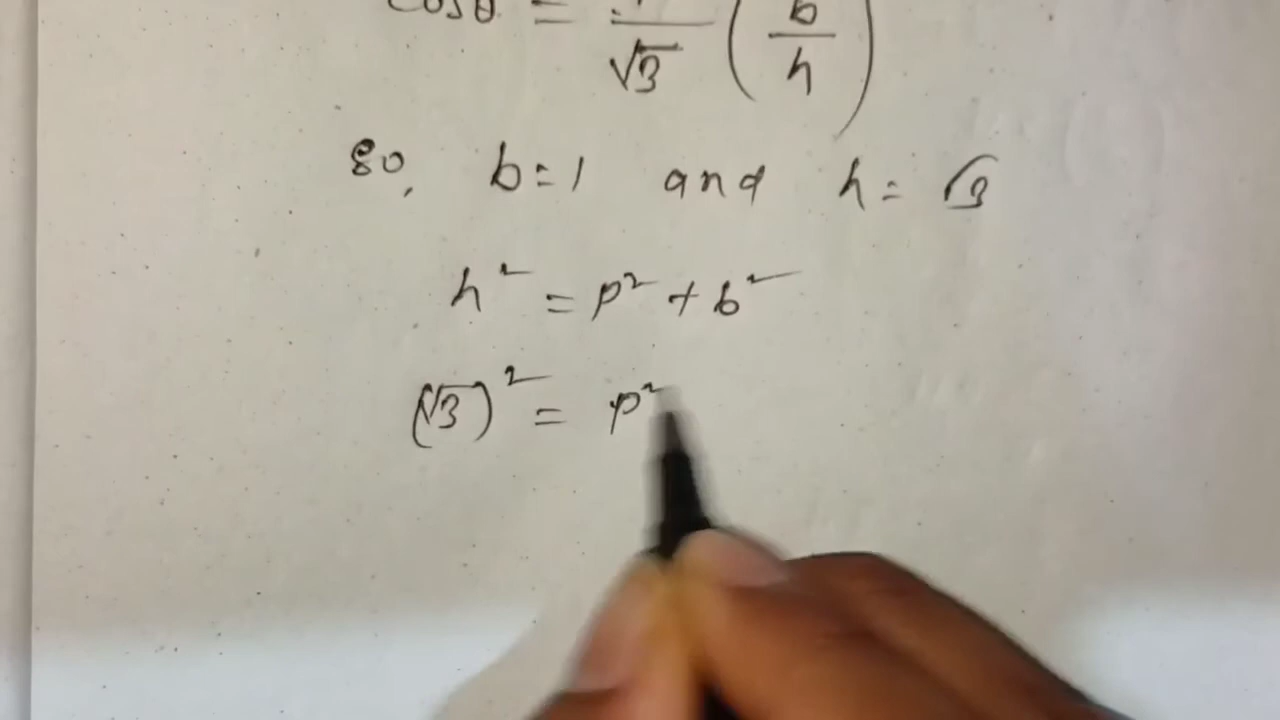 cosθ = 1/√3 (b/h)
so, b=1 and h= √3
h² = p² + b²
(√3)² = p²